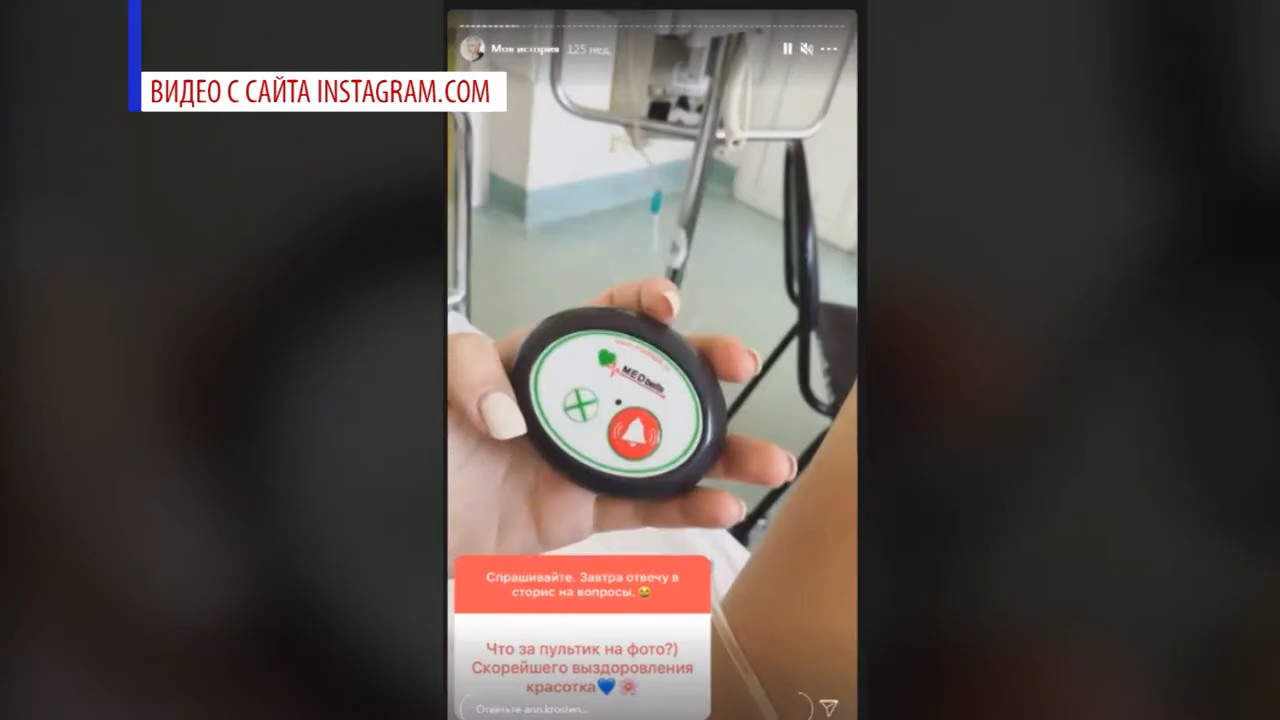 Моя история 125 нед.
ВИДЕО С САЙТА INSTAGRAM.COM
MEDbells
Спрашивайте. Завтра отвечу в
сторис на вопросы. 😂
Что за пультик на фото?)
Скорейшего выздоровления
красотка💙🌸